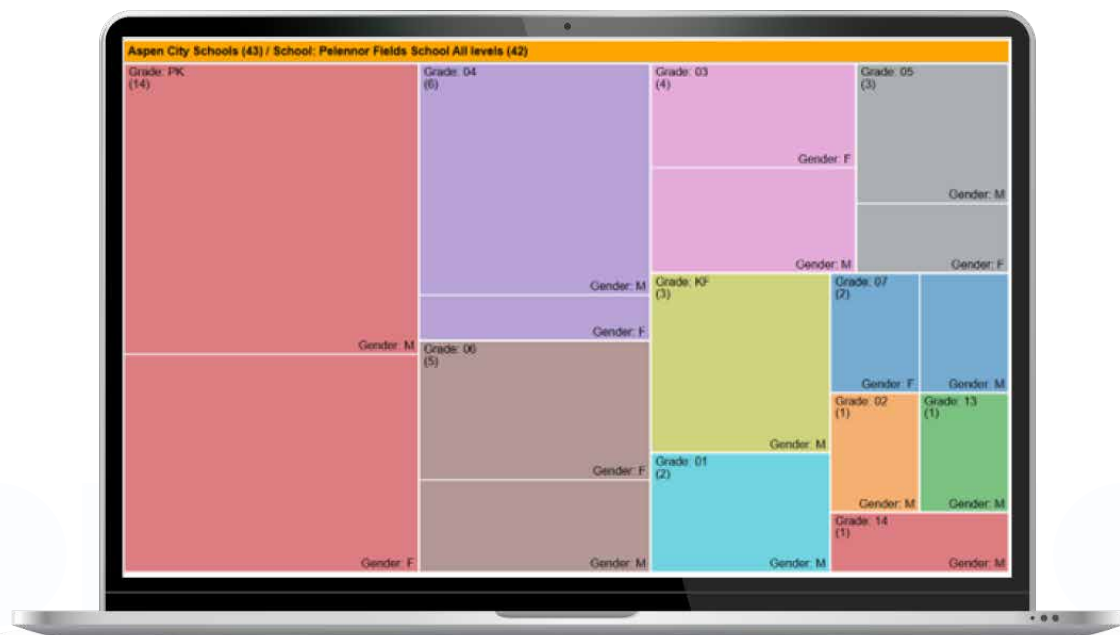 Aspen City Schools (43) / School: Pelennor Fields School All levels (42)
Grade: PK
(14)
Gender: M
Gender: F
Grade: 04
(6)
Gender: M
Gender: F
Grade: 06
(5)
Gender: F
Gender: M
Grade: 03
(4)
Gender: F
Gender: M
Grade: 05
(3)
Gender: M
Gender: F
Grade: KF
(3)
Gender: M
Grade: 01
(2)
Gender: M
Grade: 07
(2)
Gender: F
Gender: M
Grade: 02
(1)
Gender: M
Grade: 13
(1)
Gender: M
Grade: 14
(1)
Gender: M